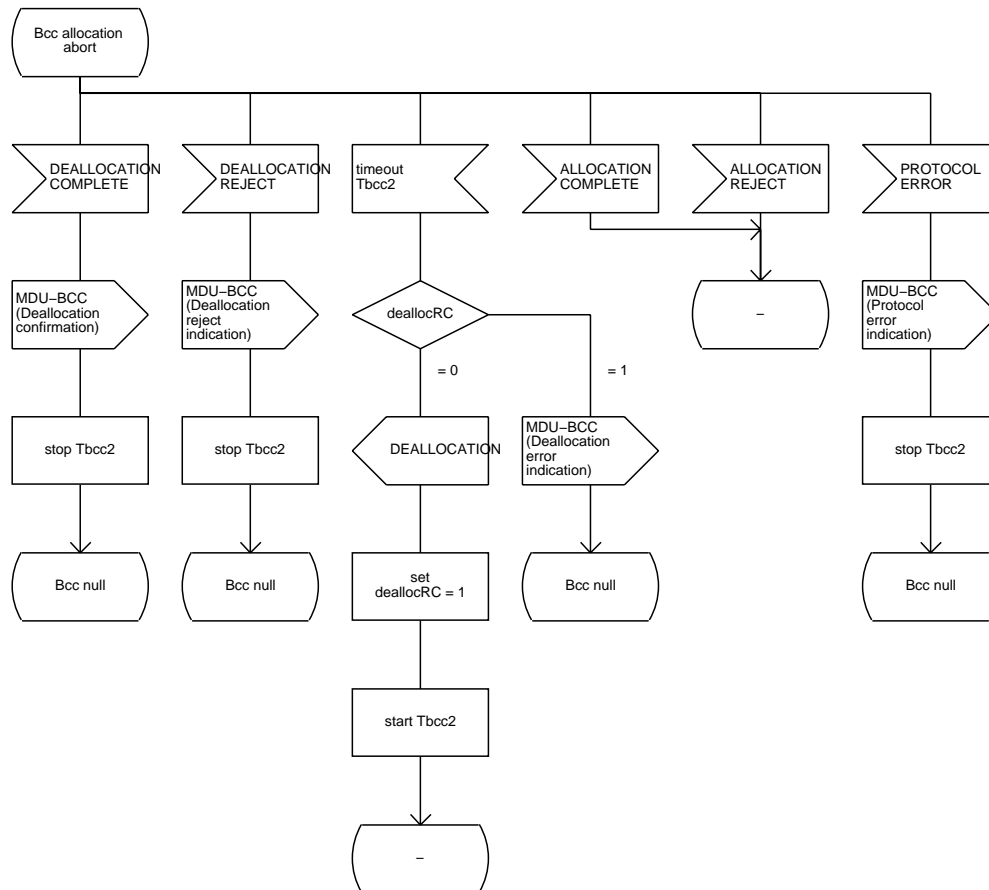 Bcc allocation
abort
DEALLOCATION
COMPLETE
DEALLOCATION
REJECT
timeout
Tbcc2
ALLOCATION
COMPLETE
ALLOCATION
REJECT
PROTOCOL
ERROR
MDU−BCC
(Deallocation
confirmation)
MDU−BCC
(Deallocation
reject
indication)
deallocRC
−
MDU−BCC
(Protocol
error
indication)
= 0
= 1
stop Tbcc2
stop Tbcc2
DEALLOCATION
MDU−BCC
(Deallocation
error
indication)
stop Tbcc2
Bcc null
Bcc null
set
deallocRC = 1
Bcc null
Bcc null
start Tbcc2
−